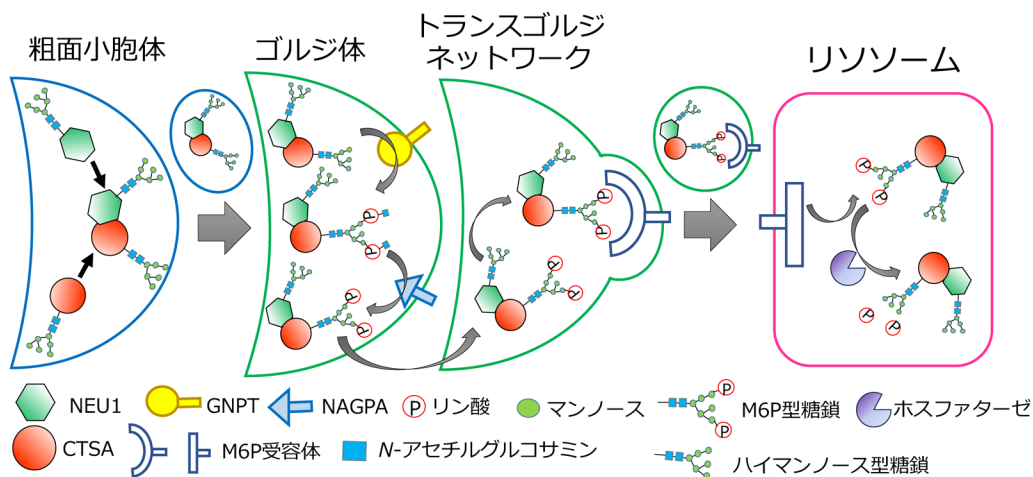 粗面小胞体
ゴルジ体
トランスゴルジ
ネットワーク
リソソーム
P
P
P
P
P
P
P
P
P
P
P
P
P
P
NEU1
GNPT
NAGPA
P
リン酸
マンノース
P
P
M6P型糖鎖
ホスファターゼ
CTSA
M6P受容体
N-アセチルグルコサミン
ハイマンノース型糖鎖